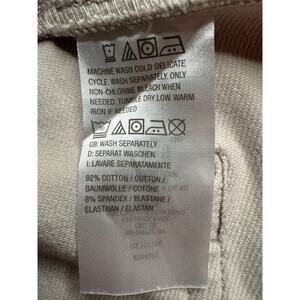 MACHINE WASH COLD DELICATE
CYCLE. WASH SEPARATELY. ONLY
NON-CHLORINE BLEACH WHEN
NEEDED. TUMBLE DRY LOW, WARM
IRON IF NEEDED
GB: WASH SEPARATELY
D: SEPARAT WASCHEN
I: LAVARE SEPARATAMENTE
92% COTTON / COTTON /
BAUMWOLLE / COTONE
8% SPANDEX / ELASTANE /
ELASTHAN / ELASTAN